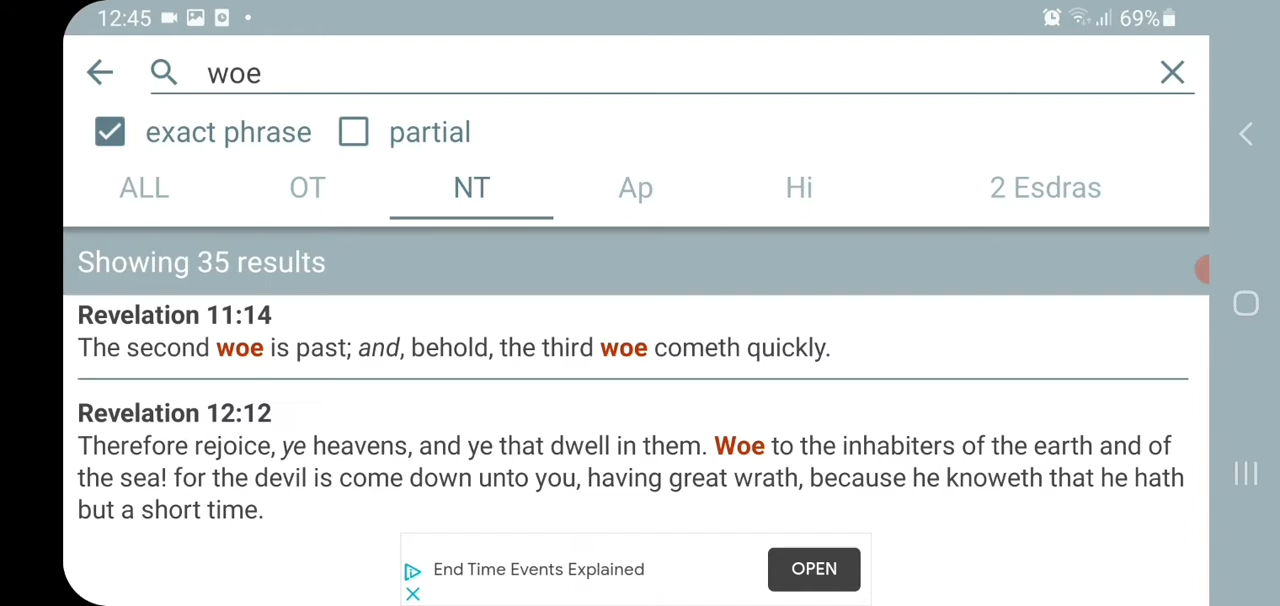 12:45
69%
woe
exact phrase partial
ALL OT NT Ap Hi 2 Esdras
Showing 35 results
Revelation 11:14
The second woe is past; and, behold, the third woe cometh quickly.
Revelation 12:12
Therefore rejoice, ye heavens, and ye that dwell in them. Woe to the inhabiters of the earth and of
the sea! for the devil is come down unto you, having great wrath, because he knoweth that he hath
but a short time.
End Time Events Explained
OPEN